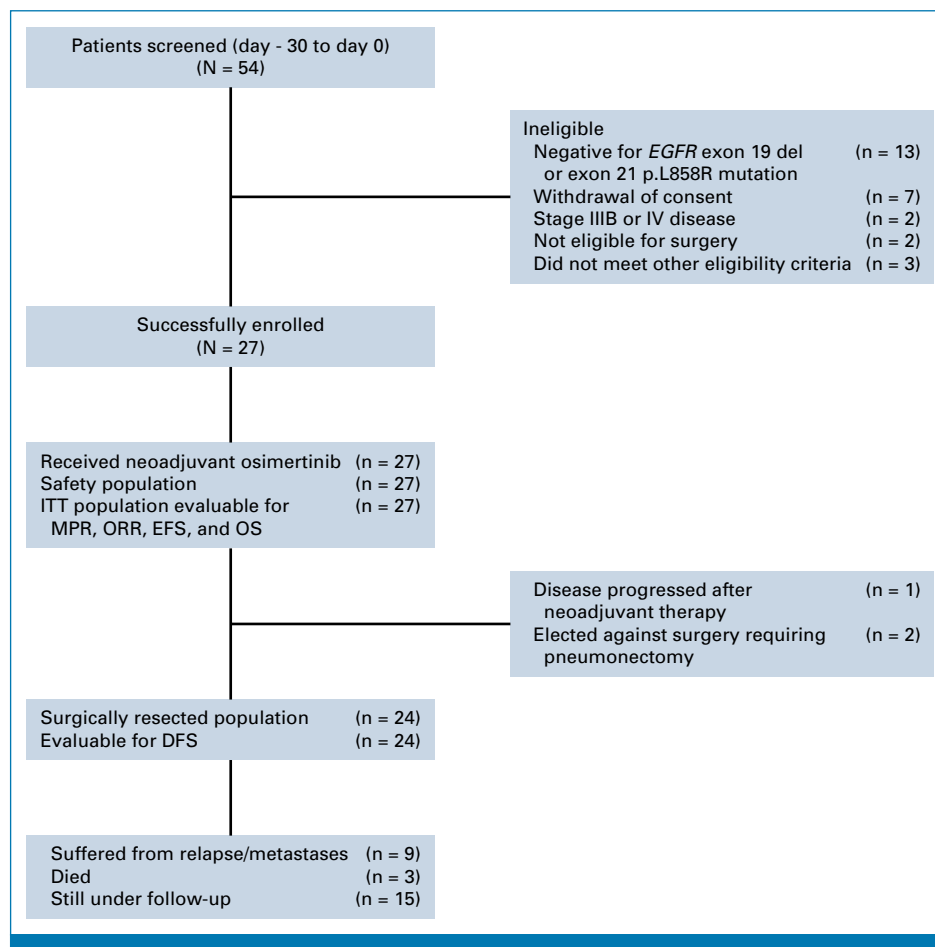 Patients screened (day - 30 to day 0)
(N = 54)
Ineligible
Negative for EGFR exon 19 del (n = 13)
or exon 21 p.L858R mutation
Withdrawal of consent (n = 7)
Stage IIIB or IV disease (n = 2)
Not eligible for surgery (n = 2)
Did not meet other eligibility criteria (n = 3)
Successfully enrolled
(N = 27)
Received neoadjuvant osimertinib (n = 27)
Safety population (n = 27)
ITT population evaluable for (n = 27)
MPR, ORR, EFS, and OS
Disease progressed after (n = 1)
neoadjuvant therapy
Elected against surgery requiring (n = 2)
pneumonectomy
Surgically resected population (n = 24)
Evaluable for DFS (n = 24)
Suffered from relapse/metastases (n = 9)
Died (n = 3)
Still under follow-up (n = 15)